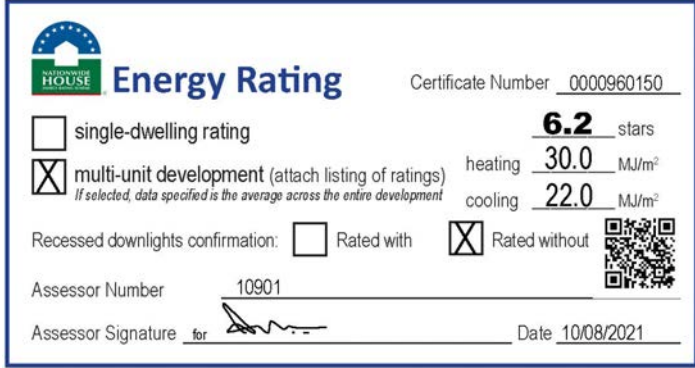 NATIONWIDE
HOUSE
ENERGY RATING SCHEME
Energy Rating
Certificate Number 0000960150
single-dwelling rating
6.2 stars
X multi-unit development (attach listing of ratings)
If selected, data specified is the average across the entire development
heating 30.0 MJ/m²
cooling 22.0 MJ/m²
Recessed downlights confirmation: Rated with X Rated without
Assessor Number 10901
Assessor Signature for
Date 10/08/2021